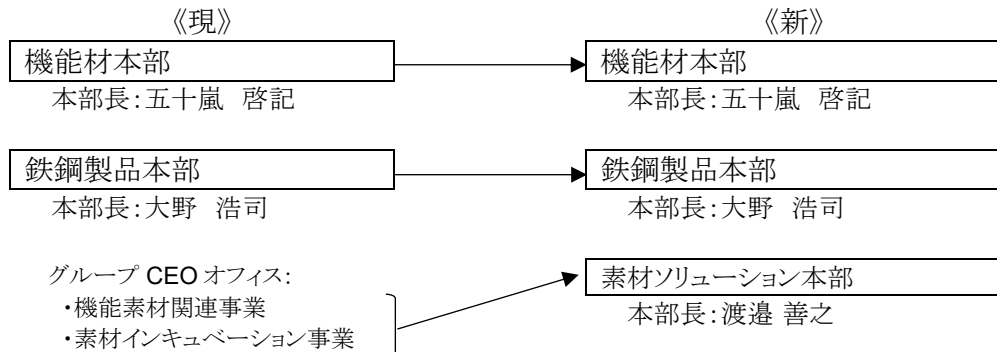 《現》
《新》
機能材本部
機能材本部
本部長:五十嵐 啓記
本部長:五十嵐 啓記
鉄鋼製品本部
鉄鋼製品本部
本部長:大野 浩司
本部長:大野 浩司
グループ CEO オフィス:
・機能素材関連事業
・素材インキュベーション事業
素材ソリューション本部
本部長:渡邉 善之